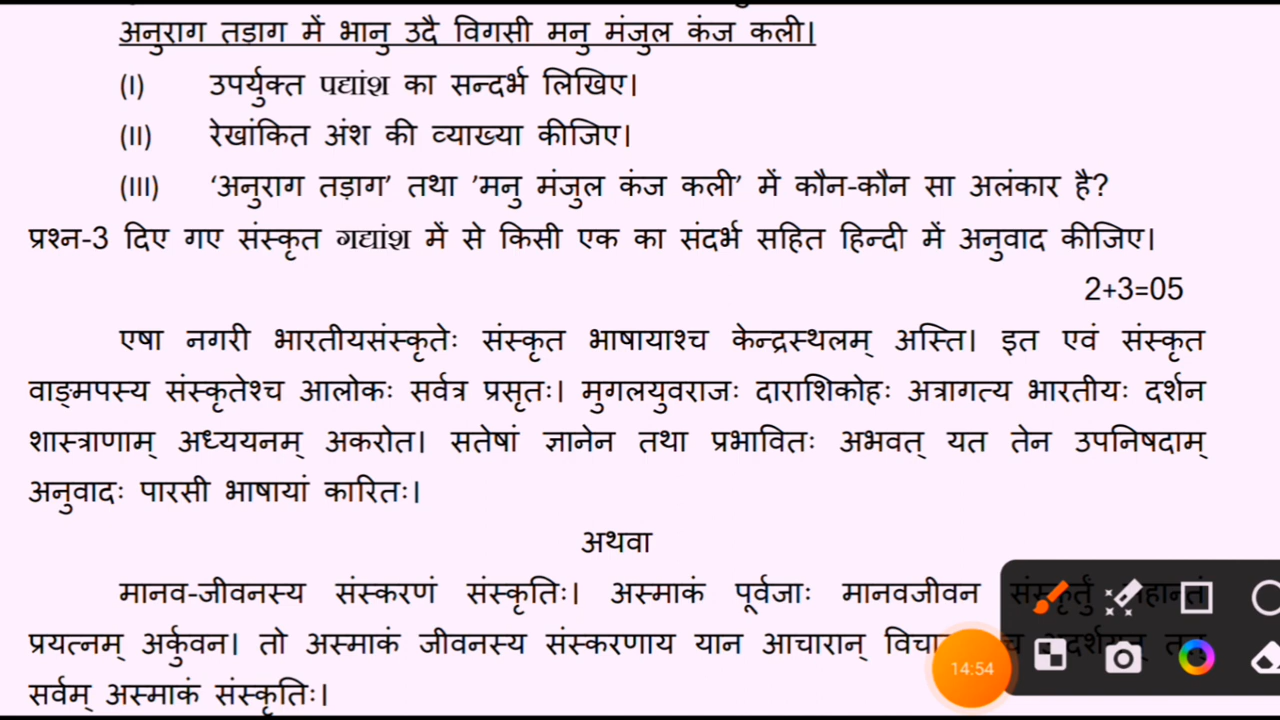 अनुराग तड़ाग में भानु उदै विगसी मनु मंजुल कंज कली।
(I) उपर्युक्त पद्यांश का सन्दर्भ लिखिए।
(II) रेखांकित अंश की व्याख्या कीजिए।
(III) ‘अनुराग तड़ाग’ तथा ’मनु मंजुल कंज कली’ में कौन-कौन सा अलंकार है?
प्रश्न-3 दिए गए संस्कृत गद्यांश में से किसी एक का संदर्भ सहित हिन्दी में अनुवाद कीजिए।
2+3=05
एषा नगरी भारतीयसंस्कृतेः संस्कृत भाषायाश्च केन्द्रस्थलम् अस्ति। इत एवं संस्कृत
वाङ्मपस्य संस्कृतेश्च आलोकः सर्वत्र प्रसृतः। मुगलयुवराजः दाराशिकोहः अत्रागत्य भारतीयः दर्शन
शास्त्राणाम् अध्ययनम् अकरोत। सतेषां ज्ञानेन तथा प्रभावितः अभवत् यत तेन उपनिषदाम्
अनुवादः पारसी भाषायां कारितः।
अथवा
मानव-जीवनस्य संस्करणं संस्कृतिः। अस्माकं पूर्वजाः मानवजीवन
प्रयत्नम् अर्कुवन। तो अस्माकं जीवनस्य संस्करणाय यान आचारान्
14:54
सर्वम् अस्माकं संस्कृतिः।